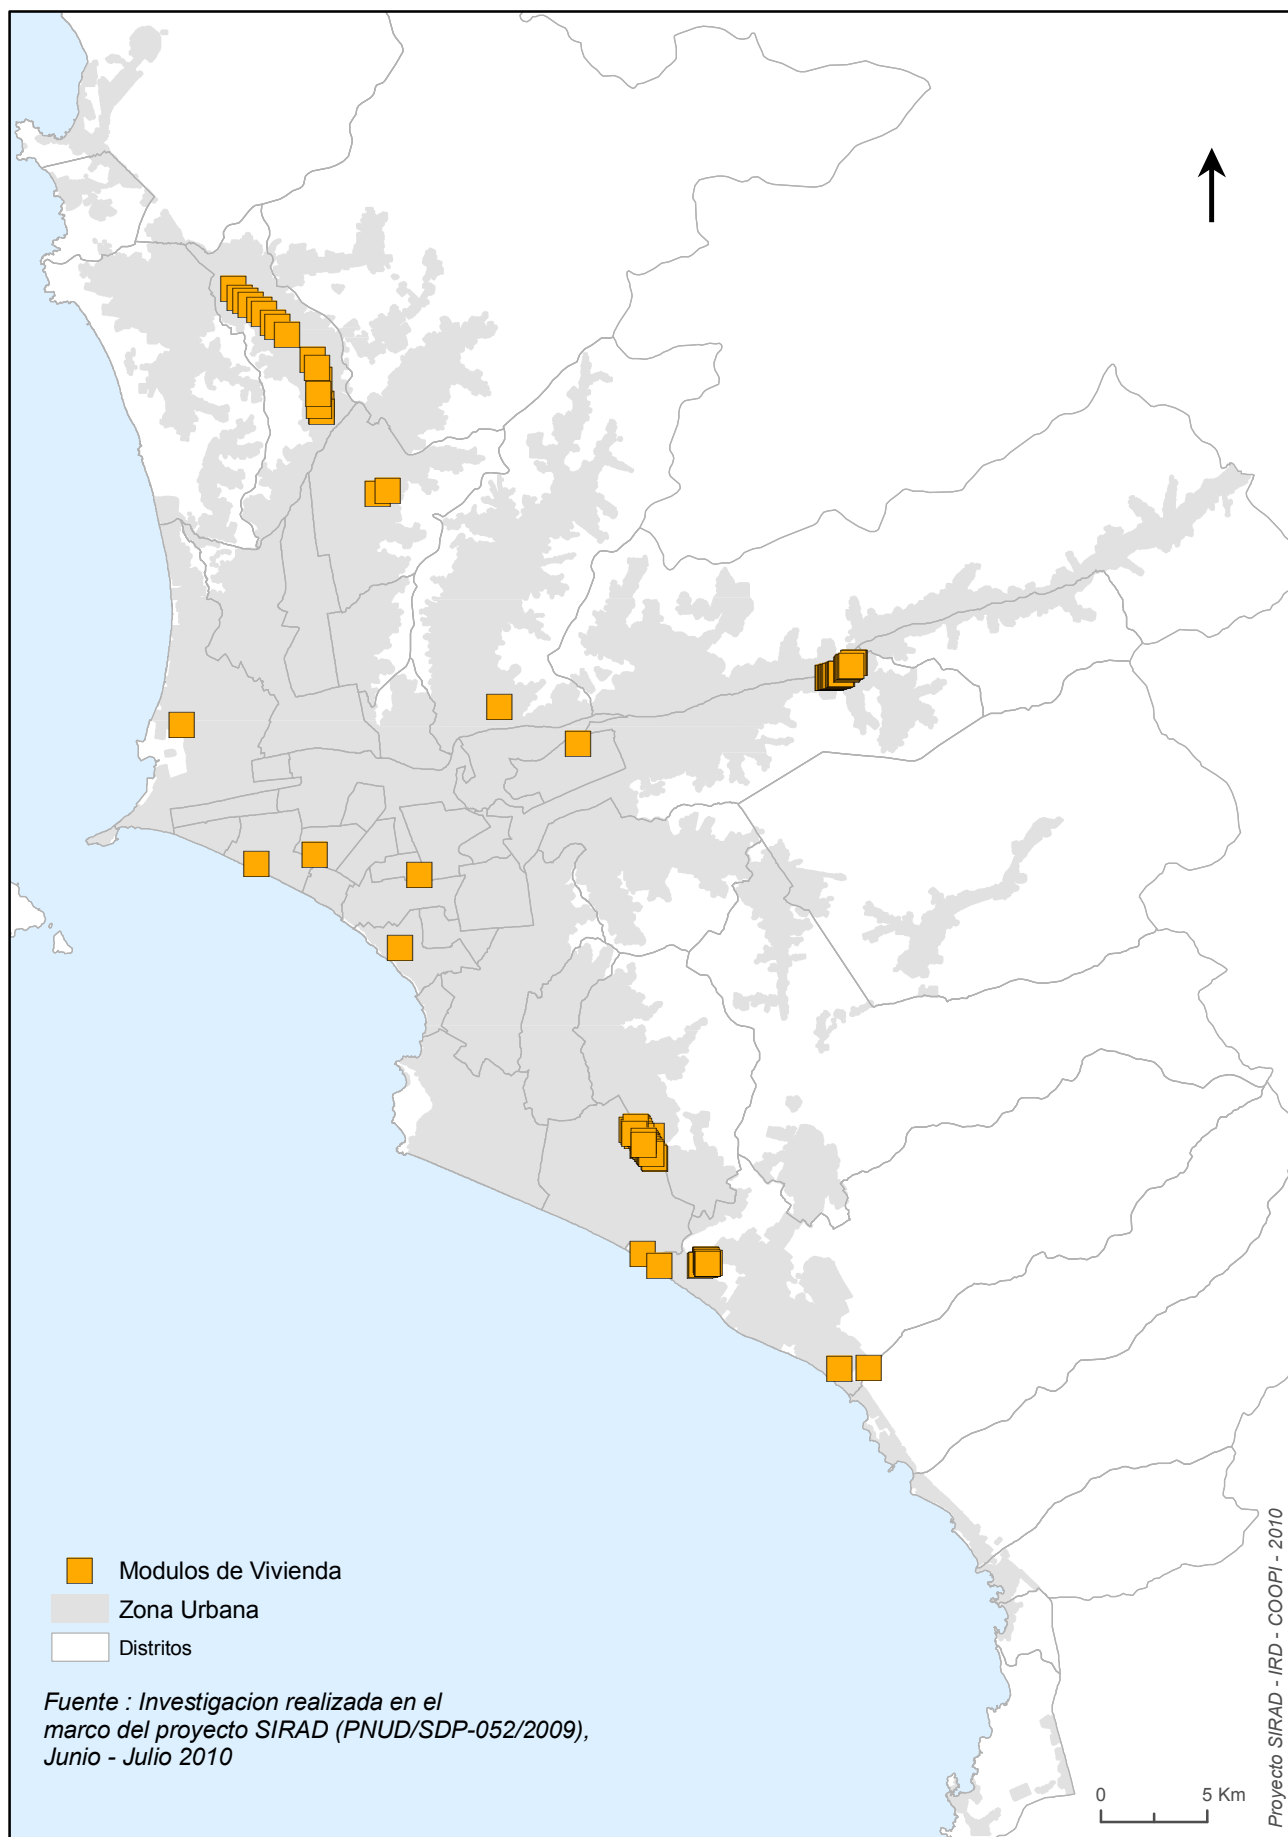 Modulos de Vivienda
Zona Urbana
Distritos
Fuente : Investigacion realizada en el
marco del proyecto SIRAD (PNUD/SDP-052/2009),
Junio - Julio 2010
0 5 Km
Proyecto SIRAD - IRD - COOPI - 2010